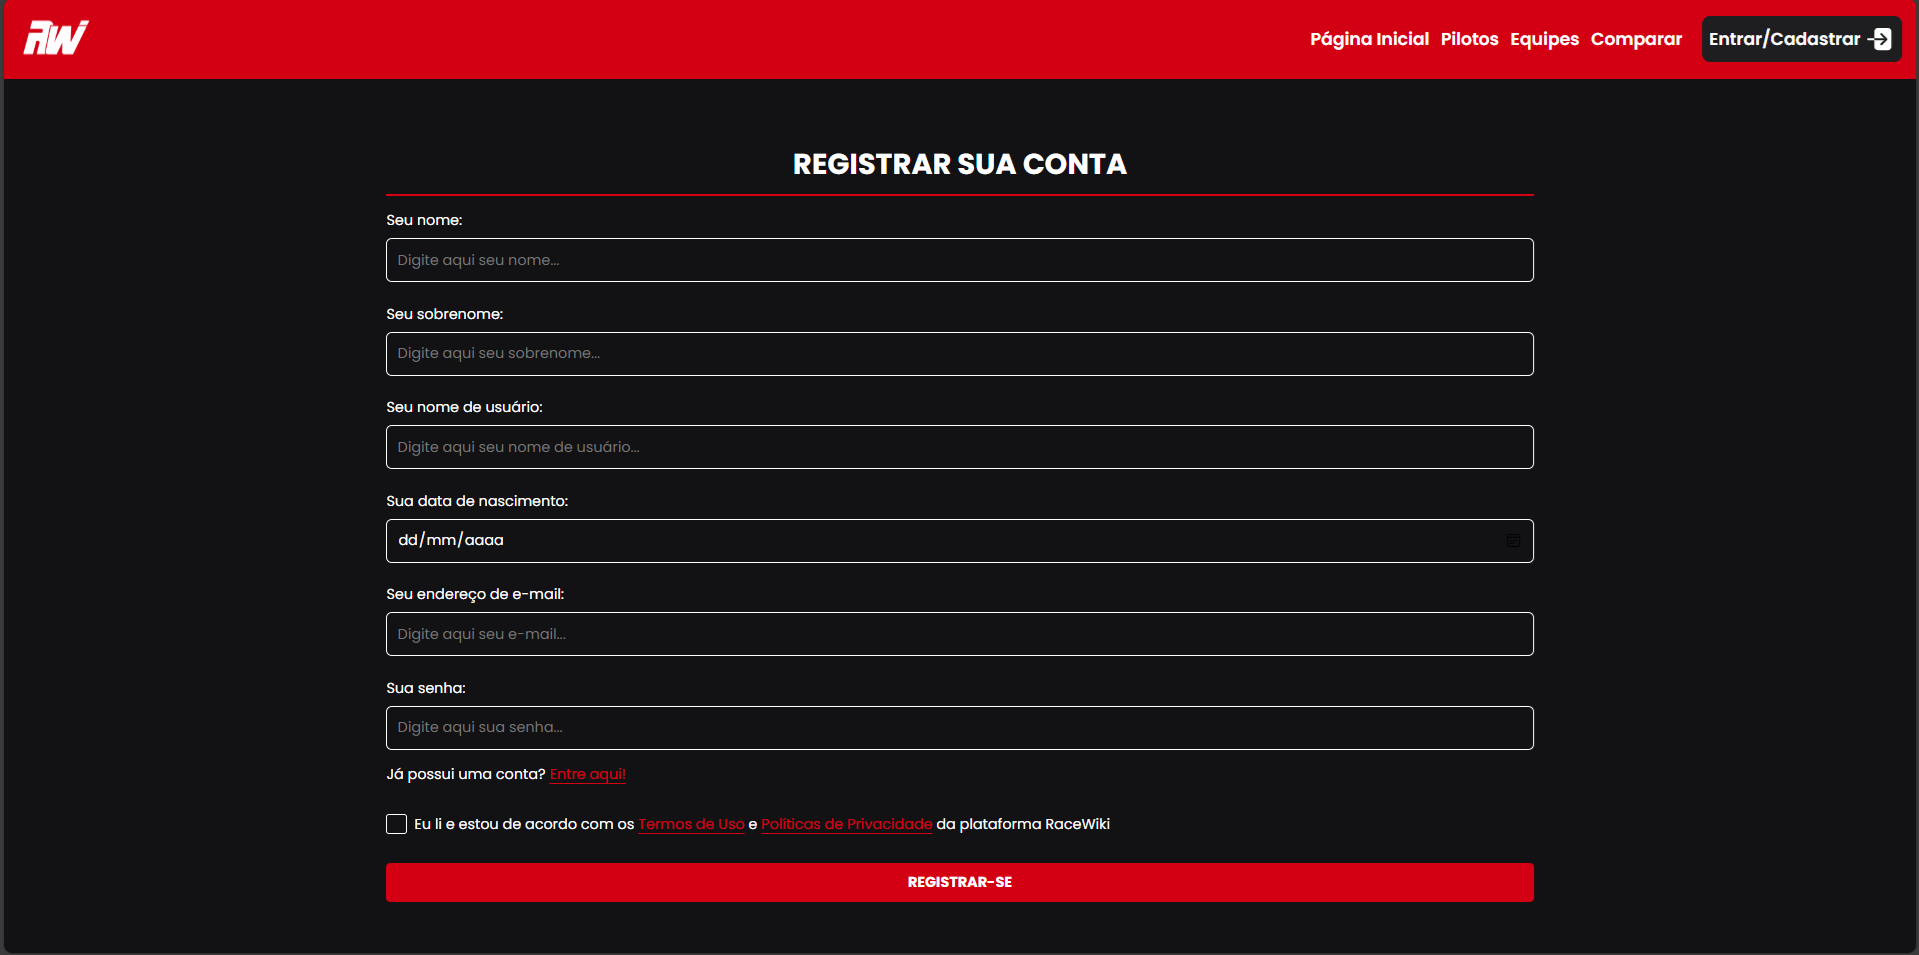 RW
Página Inicial Pilotos Equipes Comparar Entrar/Cadastrar
REGISTRAR SUA CONTA
Seu nome:
Digite aqui seu nome...
Seu sobrenome:
Digite aqui seu sobrenome...
Seu nome de usuário:
Digite aqui seu nome de usuário...
Sua data de nascimento:
dd/mm/aaaa
Seu endereço de e-mail:
Digite aqui seu e-mail...
Sua senha:
Digite aqui sua senha...
Já possui uma conta? Entre aqui!
Eu li e estou de acordo com os Termos de Uso e Políticas de Privacidade da plataforma RaceWiki
REGISTRAR-SE